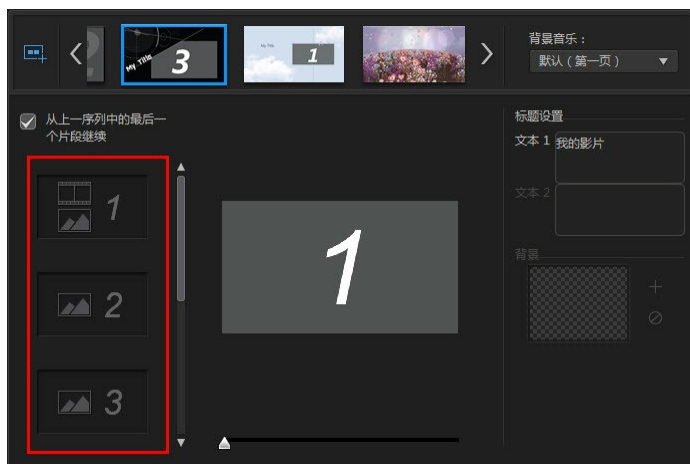 2
My Title
3
My Title
1
背景音乐：
默认（第一页）
从上一序列中的最后一
个片段继续
标题设置
文本 1 我的影片
文本 2
背景
1
2
3
1